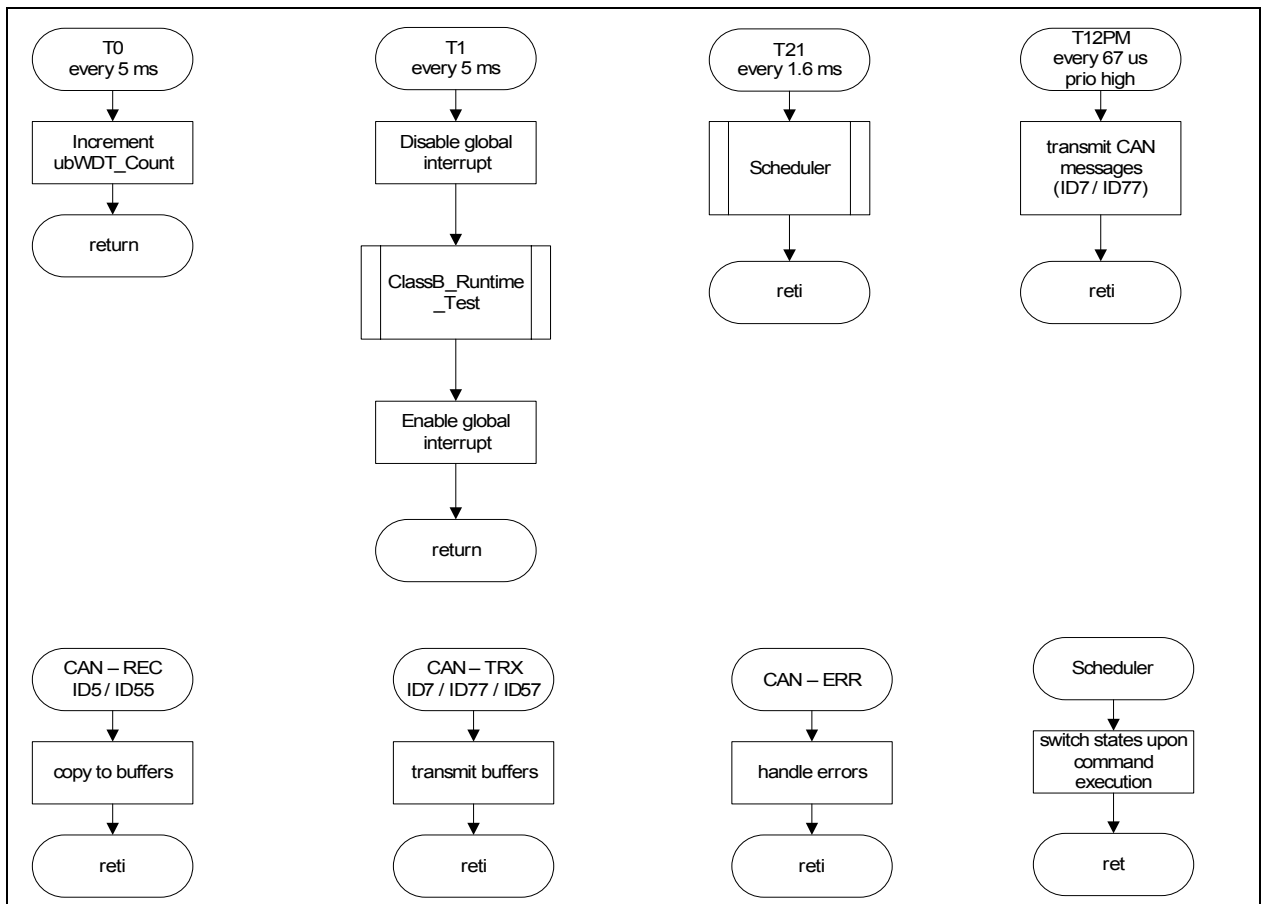 T0
every 5 ms
Increment
ubWDT_Count
return
T1
every 5 ms
Disable global
interrupt
ClassB_Runtime
_Test
Enable global
interrupt
return
T21
every 1.6 ms
Scheduler
reti
T12PM
every 67 us
prio high
transmit CAN
messages
(ID7 / ID77)
reti
CAN – REC
ID5 / ID55
copy to buffers
reti
CAN – TRX
ID7 / ID77 / ID57
transmit buffers
reti
CAN – ERR
handle errors
reti
Scheduler
switch states upon
command
execution
ret